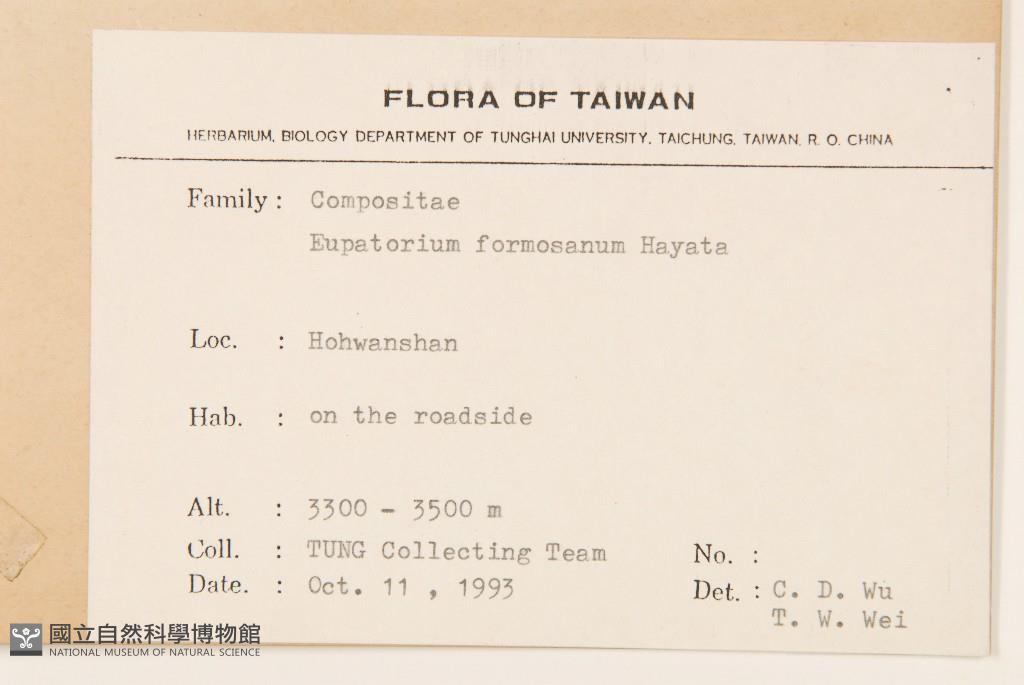 FLORA OF TAIWAN
HERBARIUM, BIOLOGY DEPARTMENT OF TUNGHAI UNIVERSITY, TAICHUNG, TAIWAN, R. O. CHINA
Family : Compositae
Eupatorium formosanum Hayata
Loc. : Hohwanshan
Hab. : on the roadside
Alt. : 3300 - 3500 m
Coll. : TUNG Collecting Team No. :
Date. : Oct. 11 , 1993 Det. : C. D. Wu
T. W. Wei
國立自然科學博物館
NATIONAL MUSEUM OF NATURAL SCIENCE